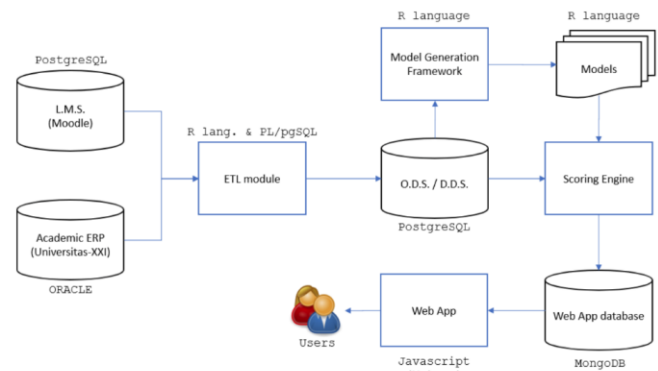 R language
R language
PostgreSQL
Model Generation
Framework
Models
L.M.S.
(Moodle)
R lang. & PL/pgSQL
ETL module
O.D.S. / D.D.S.
Scoring Engine
PostgreSQL
Academic ERP
(Universitas-XXI)
ORACLE
Users
Web App
Javascript
Web App database
MongoDB